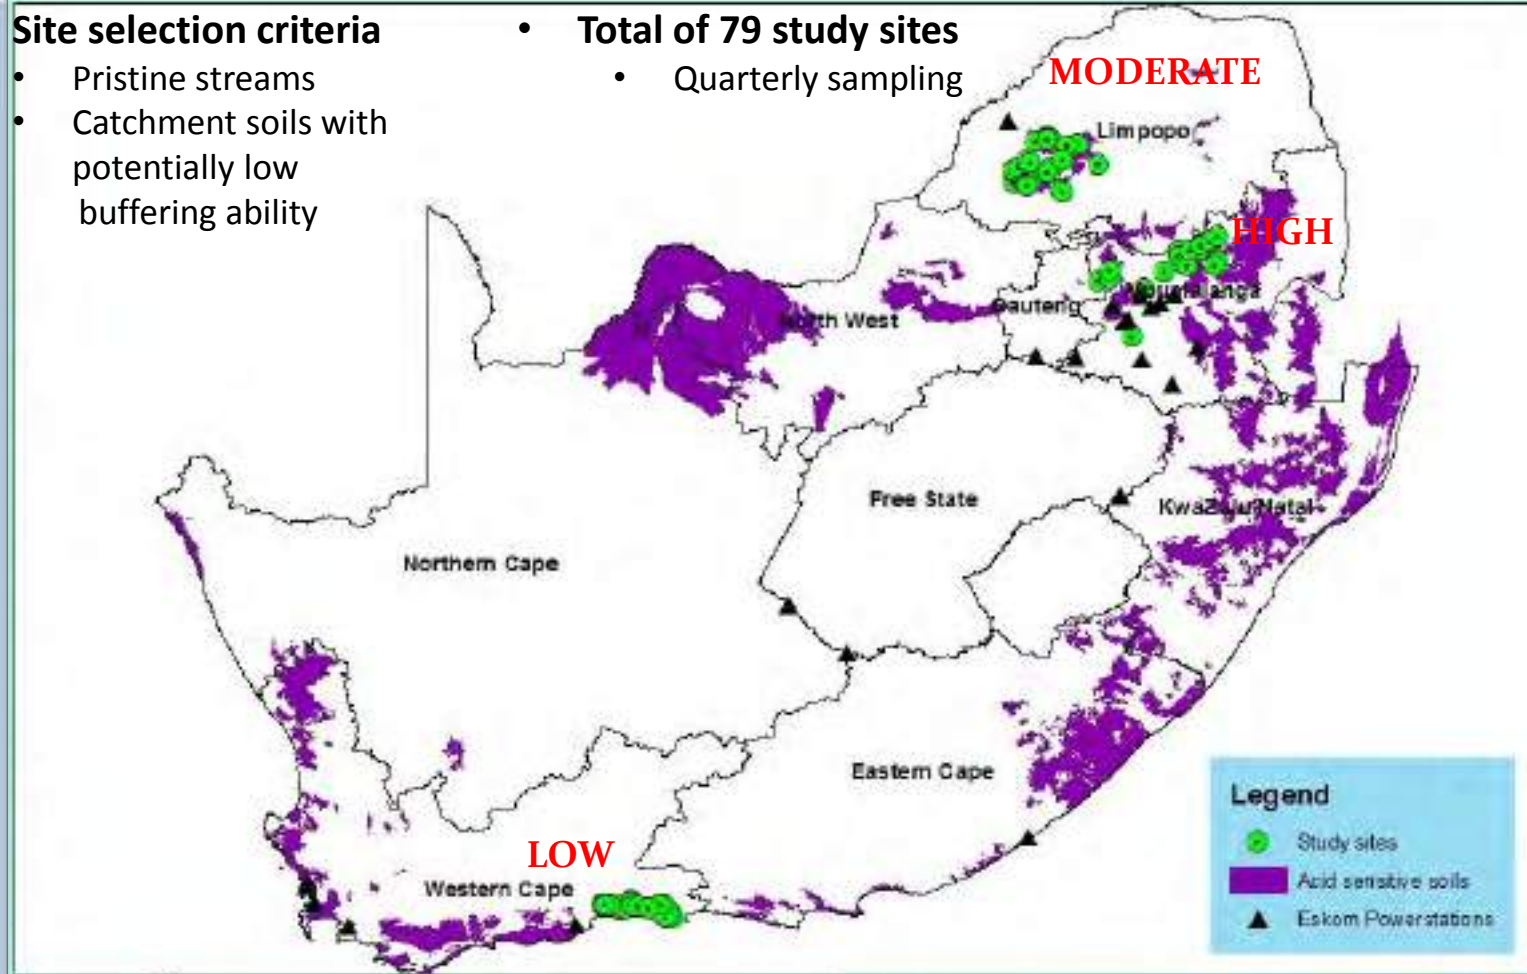 Site selection criteria
• Pristine streams
• Catchment soils with
potentially low
buffering ability
• Total of 79 study sites
• Quarterly sampling
MODERATE
Limpopo
HIGH
Mpumalanga
Gauteng
North West
Free State
KwaZulu-Natal
Northern Cape
Eastern Cape
LOW
Western Cape
Legend
Study sites
Acid sensitive soils
Eskom Powerstations